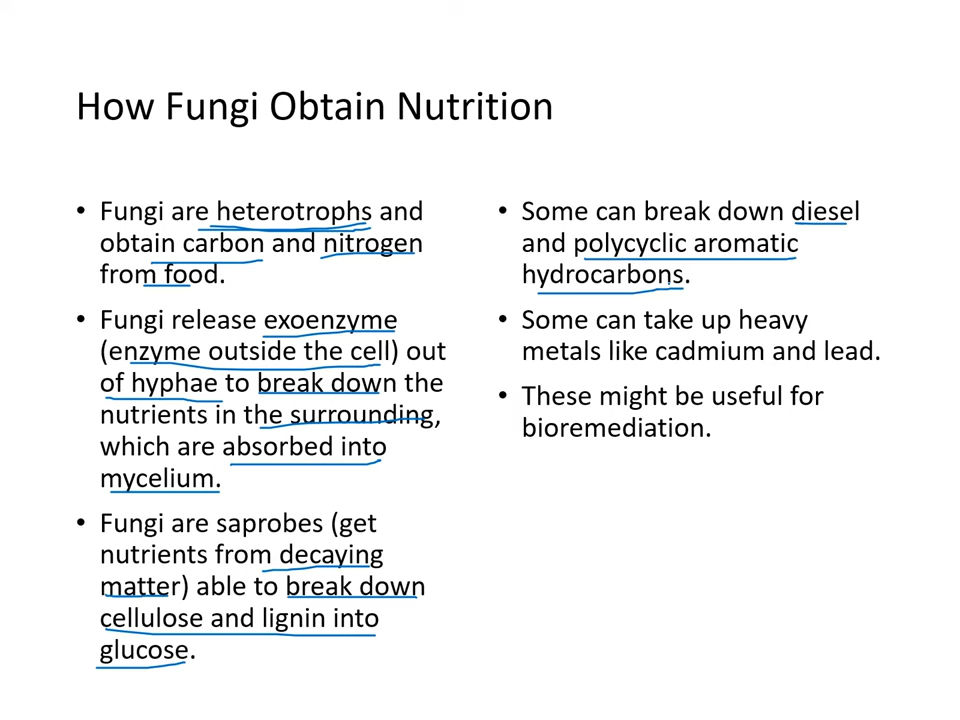 How Fungi Obtain Nutrition
• Fungi are heterotrophs and
obtain carbon and nitrogen
from food.
• Fungi release exoenzyme
(enzyme outside the cell) out
of hyphae to break down the
nutrients in the surrounding,
which are absorbed into
mycelium.
• Fungi are saprobes (get
nutrients from decaying
matter) able to break down
cellulose and lignin into
glucose.
• Some can break down diesel
and polycyclic aromatic
hydrocarbons.
• Some can take up heavy
metals like cadmium and lead.
• These might be useful for
bioremediation.